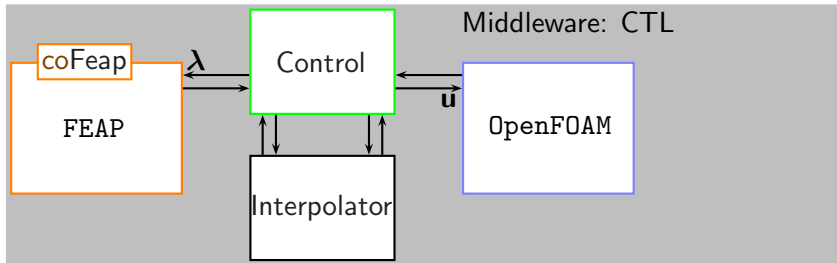 Middleware: CTL
coFeap
λ
Control
FEAP
u
OpenFOAM
Interpolator